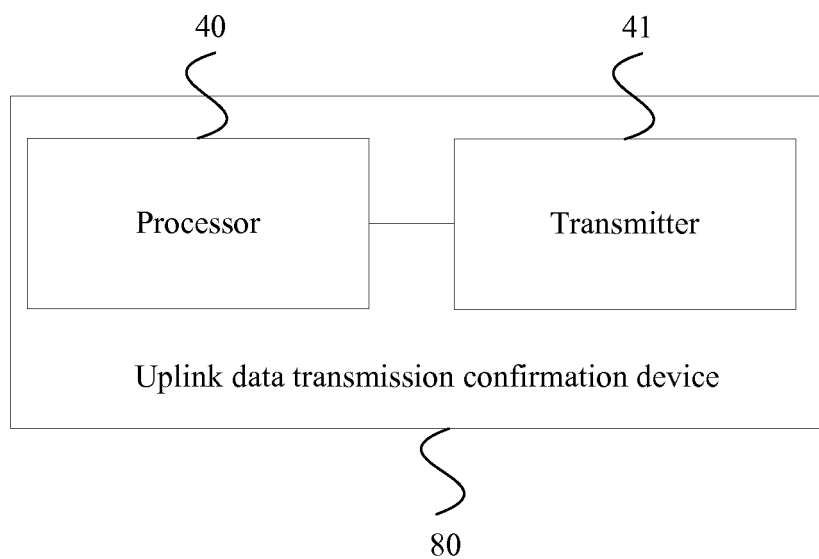 40
41
Processor
Transmitter
Uplink data transmission confirmation device
80